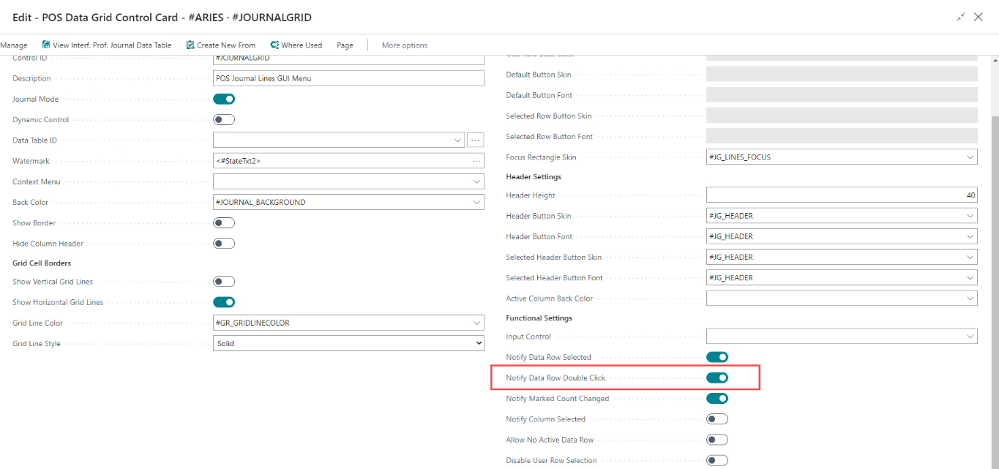 Edit - POS Data Grid Control Card - #ARIES · #JOURNALGRID
Manage View Interf. Prof. Journal Data Table Create New From Where Used Page More options
Control ID #JOURNALGRID
Description POS Journal Lines GUI Menu
Journal Mode
Dynamic Control
Data Table ID
Watermark <#StateTxt2>
Context Menu
Back Color #JOURNAL_BACKGROUND
Show Border
Hide Column Header
Grid Cell Borders
Show Vertical Grid Lines
Show Horizontal Grid Lines
Grid Line Color #GR_GRIDLINECOLOR
Grid Line Style Solid
Default Button Skin
Default Button Font
Selected Row Button Skin
Selected Row Button Font
Focus Rectangle Skin #JG_LINES_FOCUS
Header Settings
Header Height 40
Header Button Skin #JG_HEADER
Header Button Font #JG_HEADER
Selected Header Button Skin #JG_HEADER
Selected Header Button Font #JG_HEADER
Active Column Back Color
Functional Settings
Input Control
Notify Data Row Selected
Notify Data Row Double Click
Notify Marked Count Changed
Notify Column Selected
Allow No Active Data Row
Disable User Row Selection